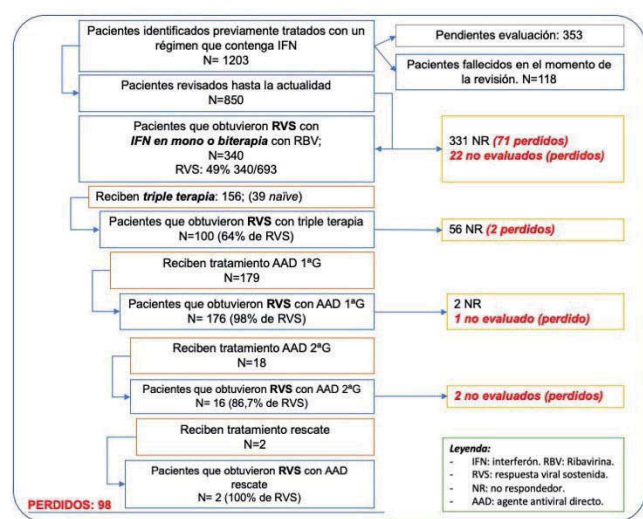 Pacientes identificados previamente tratados con un
régimen que contenga IFN
N= 1203
Pendientes evaluación: 353
Pacientes fallecidos en el momento de
la revisión. N=118
Pacientes revisados hasta la actualidad
N=850
Pacientes que obtuvieron RVS con
IFN en mono o biterapia con RBV;
N=340
RVS: 49% 340/693
331 NR (71 perdidos)
22 no evaluados (perdidos)
Reciben triple terapia: 156; (39 naïve)
Pacientes que obtuvieron RVS con triple terapia
N=100 (64% de RVS)
56 NR (2 perdidos)
Reciben tratamiento AAD 1ªG
N=179
Pacientes que obtuvieron RVS con AAD 1ªG
N= 176 (98% de RVS)
2 NR
1 no evaluado (perdido)
Reciben tratamiento AAD 2ªG
N=18
Pacientes que obtuvieron RVS con AAD 2ªG
N = 16 (86,7% de RVS)
2 no evaluados (perdidos)
Reciben tratamiento rescate
N=2
Pacientes que obtuvieron RVS con AAD
rescate
N= 2 (100% de RVS)
PERDIDOS: 98
Leyenda:
- IFN: interferón. RBV: Ribavirina.
- RVS: respuesta viral sostenida.
- NR: no respondedor.
- AAD: agente antiviral directo.